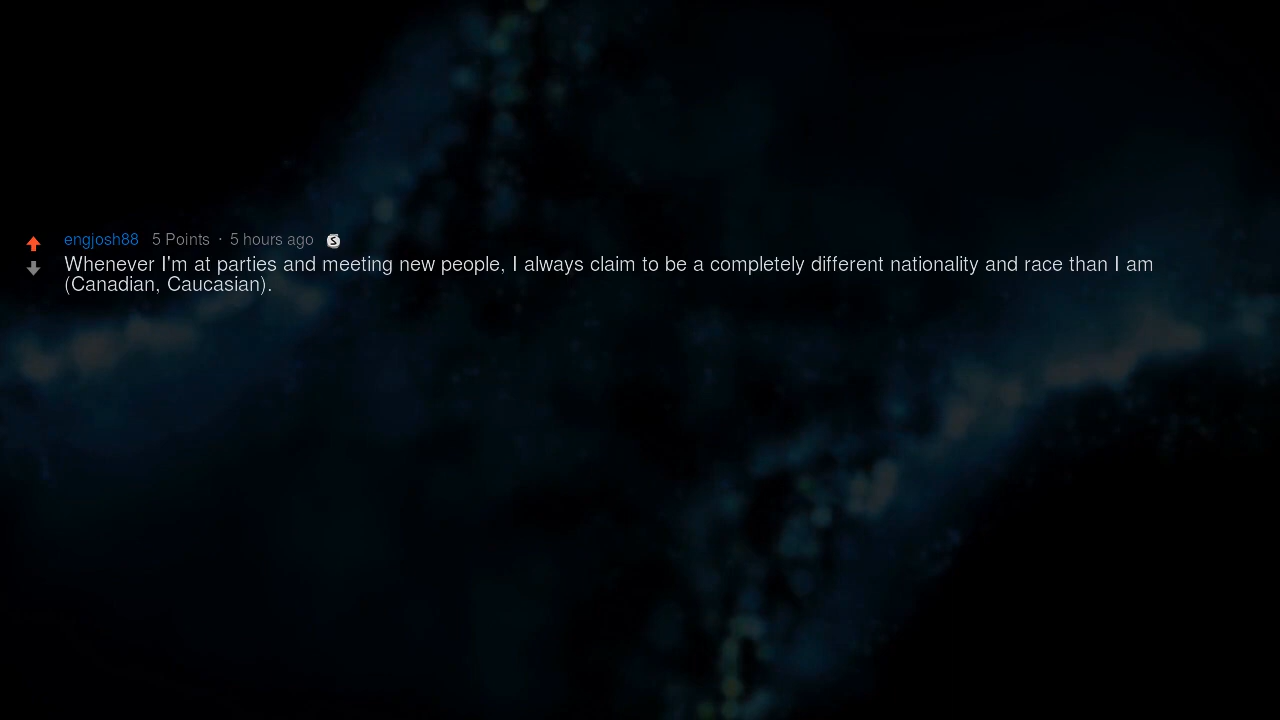 engjosh88 5 Points · 5 hours ago S
Whenever I'm at parties and meeting new people, I always claim to be a completely different nationality and race than I am
(Canadian, Caucasian).